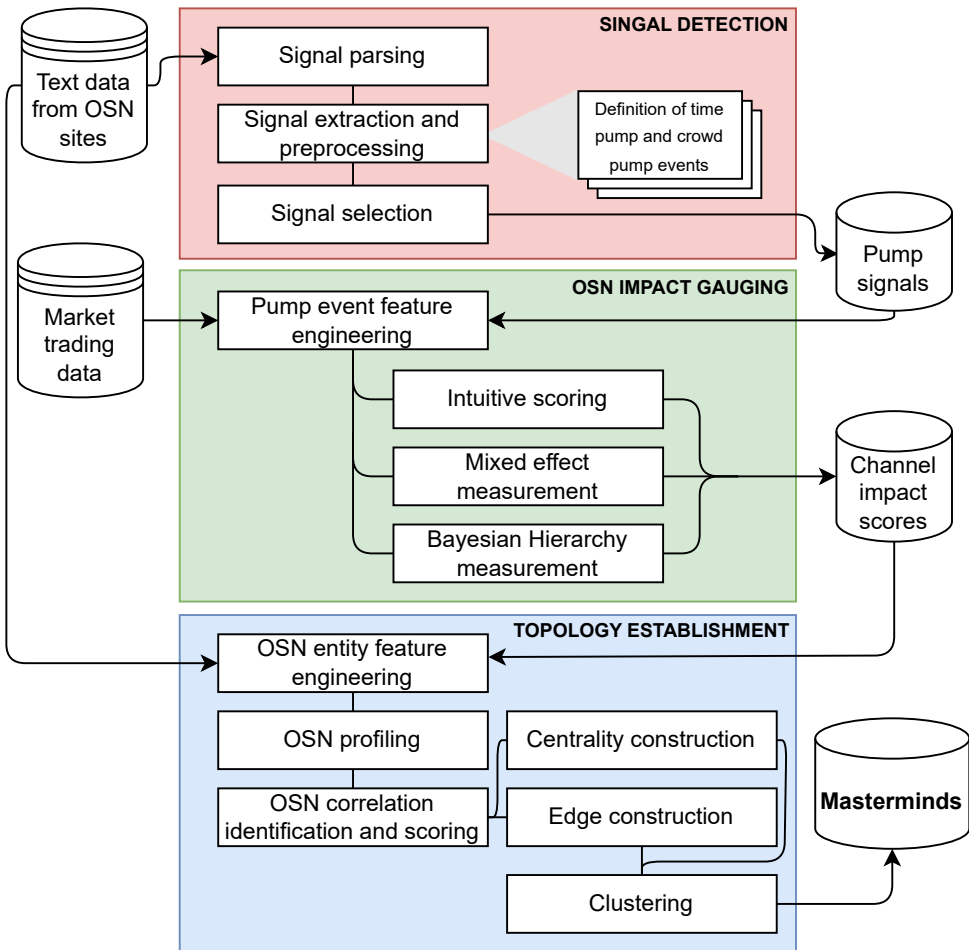 SINGAL DETECTION
Text data
from OSN
sites
Signal parsing
Signal extraction and
preprocessing
Definition of time
pump and crowd
pump events
Signal selection
Pump
signals
Market
trading
data
OSN IMPACT GAUGING
Pump event feature
engineering
Intuitive scoring
Mixed effect
measurement
Bayesian Hierarchy
measurement
Channel
impact
scores
TOPOLOGY ESTABLISHMENT
OSN entity feature
engineering
OSN profiling
OSN correlation
identification and scoring
Centrality construction
Edge construction
Clustering
Masterminds